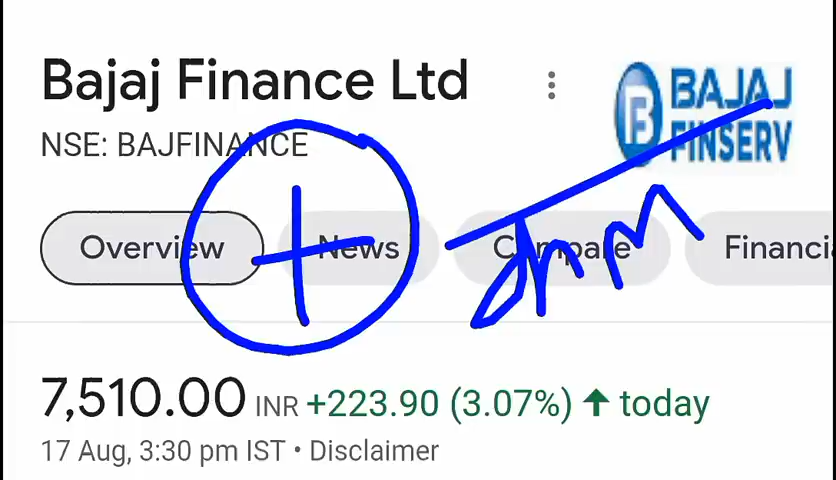 Bajaj Finance Ltd
BAJAJ
FINSERV
NSE: BAJFINANCE
Overview
News
Compare
Financi
7,510.00 INR +223.90 (3.07%) ↑ today
17 Aug, 3:30 pm IST • Disclaimer